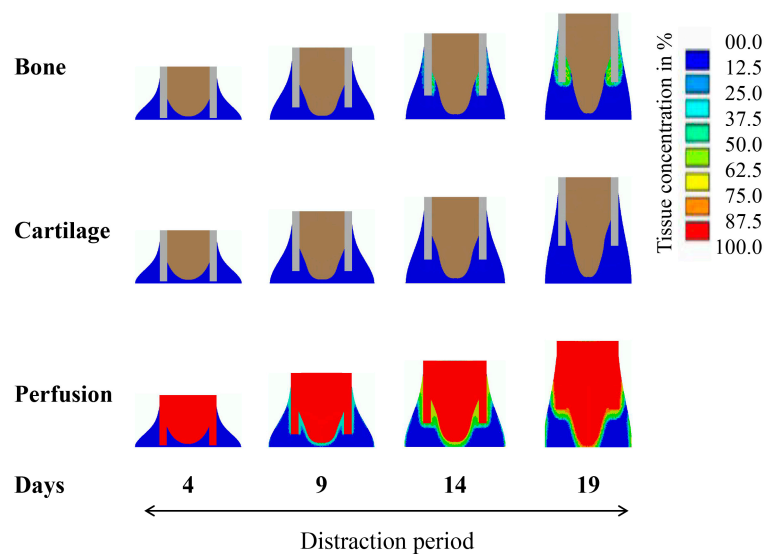 Bone
Cartilage
Perfusion
Days 4 9 14 19
Distraction period
Tissue concentration in %
00.0
12.5
25.0
37.5
50.0
62.5
75.0
87.5
100.0